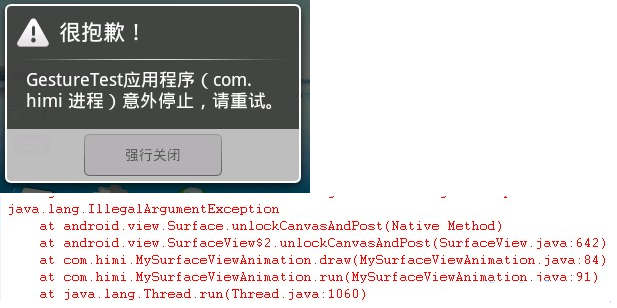 很抱歉！
GestureTest应用程序（com.
himi 进程）意外停止，请重试。
强行关闭
java.lang.IllegalArgumentException
at android.view.Surface.unlockCanvasAndPost(Native Method)
at android.view.SurfaceView$2.unlockCanvasAndPost(SurfaceView.java:642)
at com.himi.MySurfaceViewAnimation.draw(MySurfaceViewAnimation.java:84)
at com.himi.MySurfaceViewAnimation.run(MySurfaceViewAnimation.java:91)
at java.lang.Thread.run(Thread.java:1060)